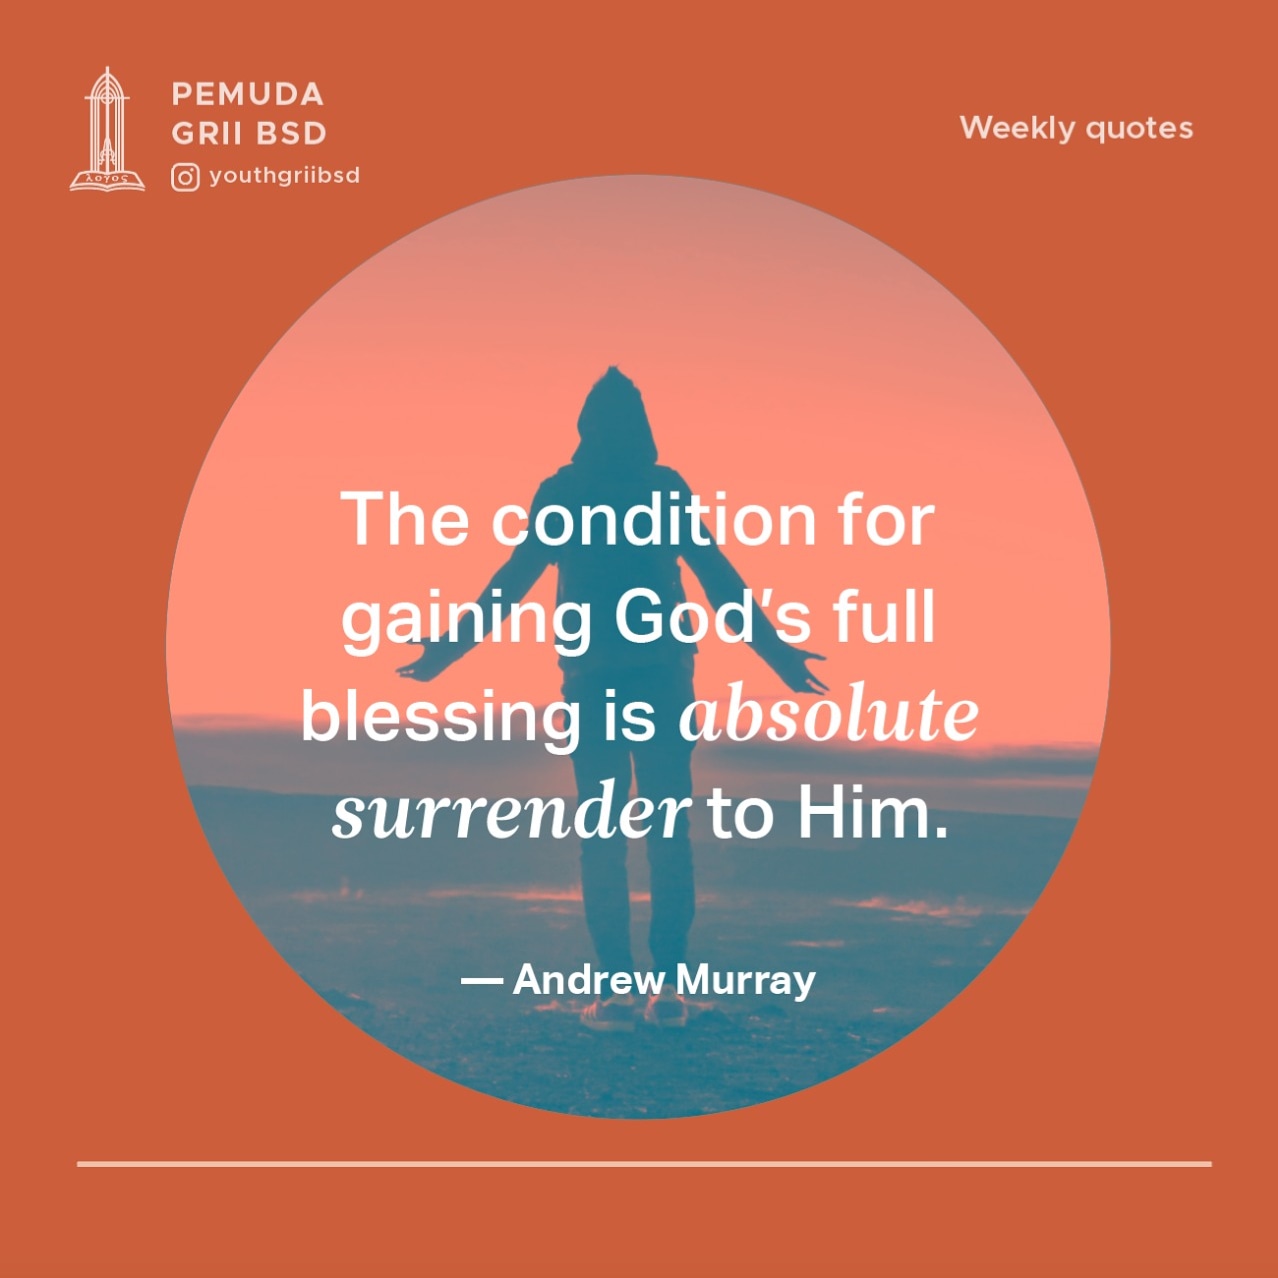 PEMUDA
GRII BSD
youthgriibsd
λογος
Weekly quotes
The condition for
gaining God’s full
blessing is absolute
surrender to Him.
— Andrew Murray